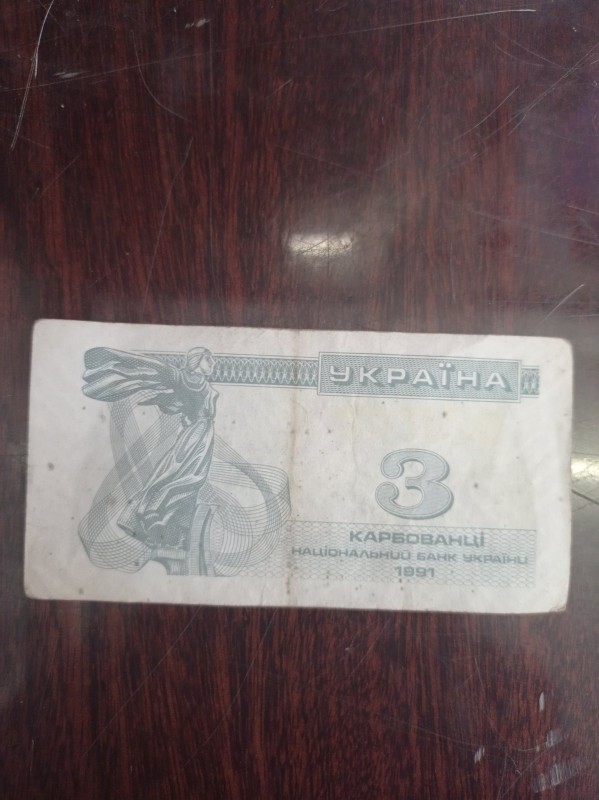 УКРАЇНА
3
КАРБОВАНЦІ
НАЦІОНАЛЬНИЙ БАНК УКРАЇНИ
1991